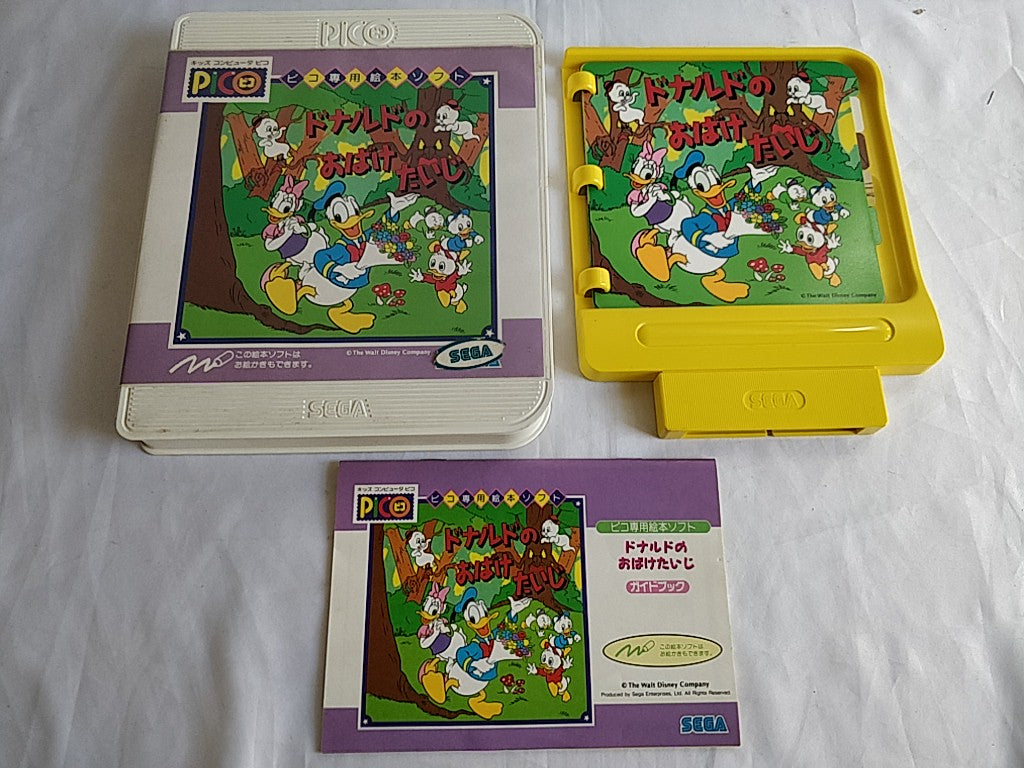 PICO
キッズ コンピュータ ピコ
PiCO
ピコ専用絵本ソフト
ドナルドの
おばけ
たいじ
この絵本ソフトは
お絵かきもできます。
© The Walt Disney Company
SEGA
SEGA
ドナルドの
おばけ
たいじ
© The Walt Disney Company
SEGA
キッズ コンピュータ ピコ
PiCO
ピコ専用絵本ソフト
ドナルドの
おばけ
たいじ
ピコ専用絵本ソフト
ドナルドの
おばけたいじ
ガイドブック
この絵本ソフトは
お絵かきもできます。
© The Walt Disney Company
Produced by Sega Enterprises, Ltd. All Rights Reserved.
SEGA